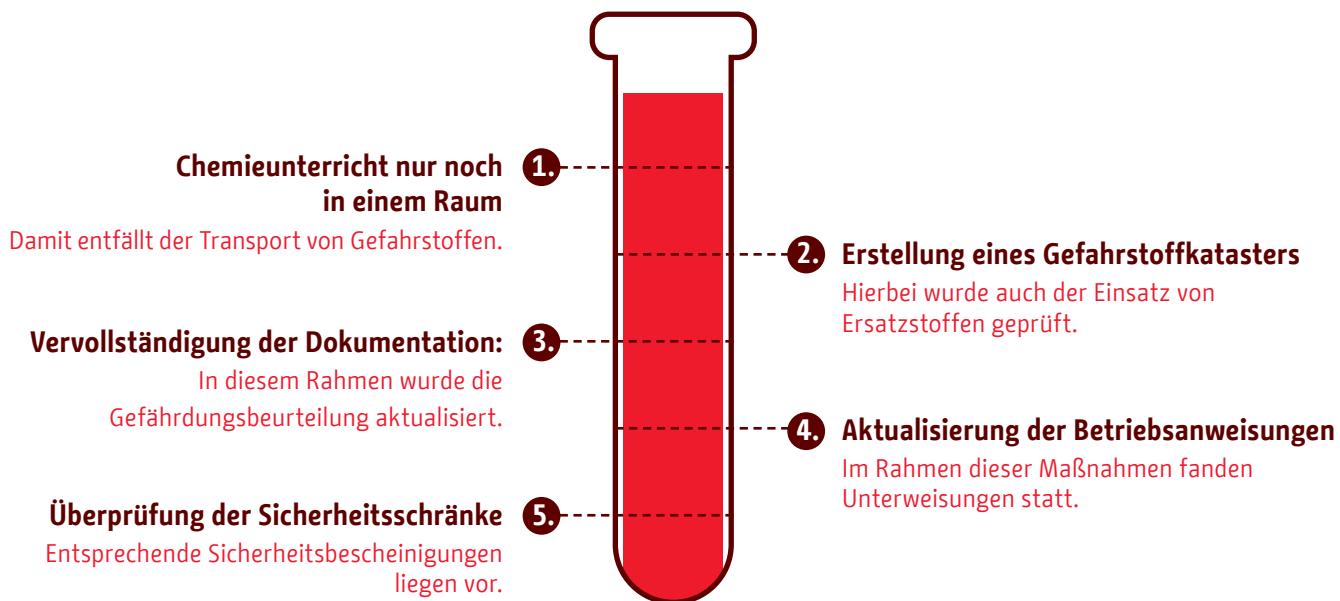 1.
Chemieunterricht nur noch
in einem Raum
Damit entfällt der Transport von Gefahrstoffen.
2.
Erstellung eines Gefahrstoffkatasters
Hierbei wurde auch der Einsatz von
Ersatzstoffen geprüft.
3.
Vervollständigung der Dokumentation:
In diesem Rahmen wurde die
Gefährdungsbeurteilung aktualisiert.
4.
Aktualisierung der Betriebsanweisungen
Im Rahmen dieser Maßnahmen fanden
Unterweisungen statt.
5.
Überprüfung der Sicherheitsschränke
Entsprechende Sicherheitsbescheinigungen
liegen vor.